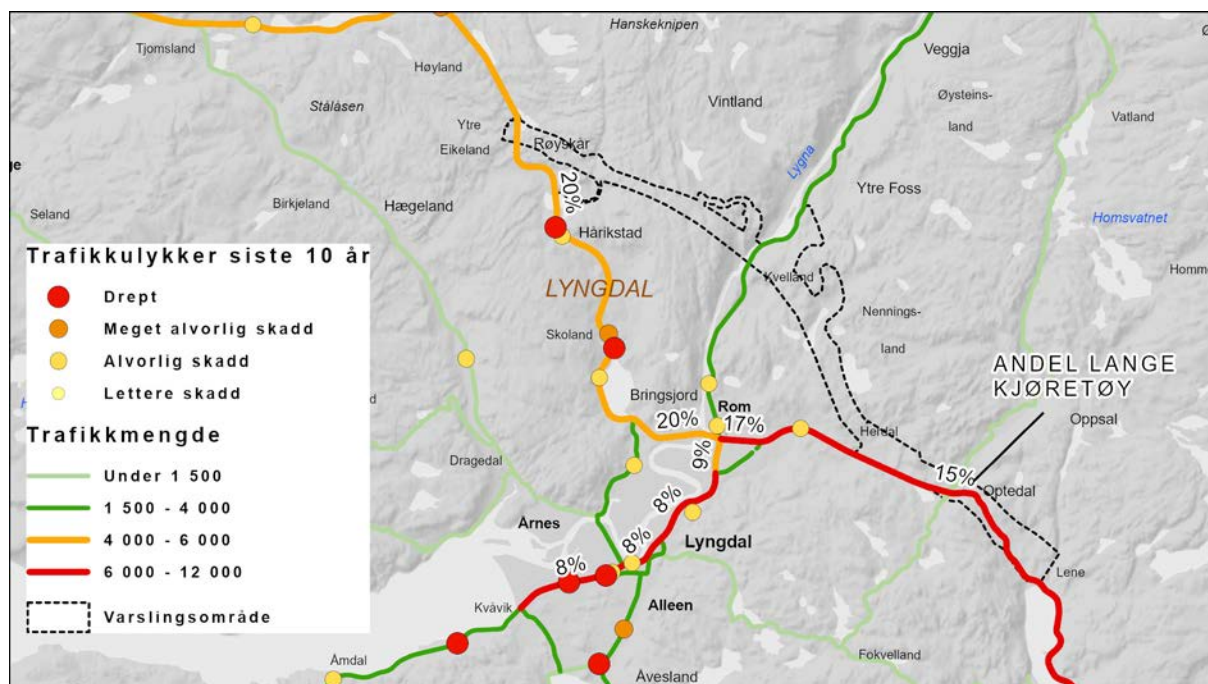 Hanskeknipen
Tjomsland
Veggja
Høyland
Stålåsen
Vintland
Øysteins-
land
Vatland
Ytre
Eikeland
Røyskår
Lygna
20%
Ytre Foss
Birkjeland
Hægeland
Seland
Homsvatnet
Hårikstad
Trafikkulykker siste 10 år
Drept
Meget alvorlig skadd
Alvorlig skadd
Lettere skadd
Trafikkmengde
Under 1 500
1 500 - 4 000
4 000 - 6 000
6 000 - 12 000
Varslingsområde
LYNGDAL
Kvelland
Skoland
Nennings-
land
ANDEL LANGE
KJØRETØY
Bringsjord
Rom
20%
17%
Oppsal
Herdal
9%
Dragedal
15%
Optedal
8%
Årnes
8%
Lyngdal
8%
Lene
Kvåvik
Alleen
Åmdal
Åvesland
Fokvelland